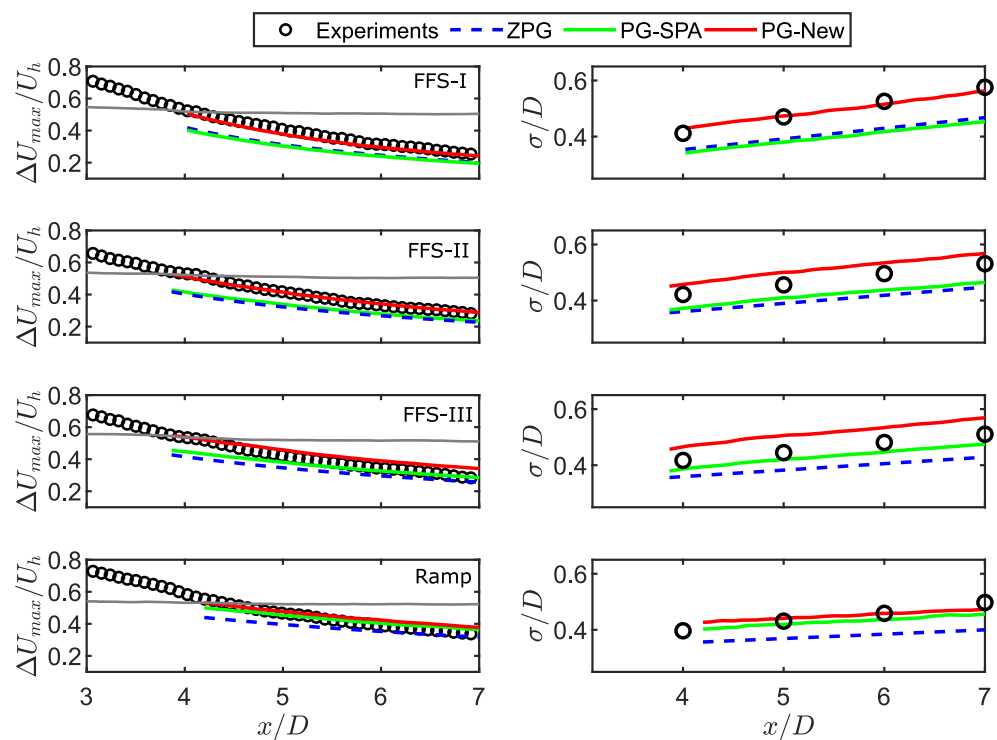 Experiments ZPG PG-SPA PG-New
ΔU_max/U_h
0.8
0.6
0.4
0.2
FFS-I
σ/D
0.6
0.4
ΔU_max/U_h
0.8
0.6
0.4
0.2
FFS-II
σ/D
0.6
0.4
ΔU_max/U_h
0.8
0.6
0.4
0.2
FFS-III
σ/D
0.6
0.4
ΔU_max/U_h
0.8
0.6
0.4
0.2
Ramp
3 4 5 6 7
x/D
σ/D
0.6
0.4
4 5 6 7
x/D